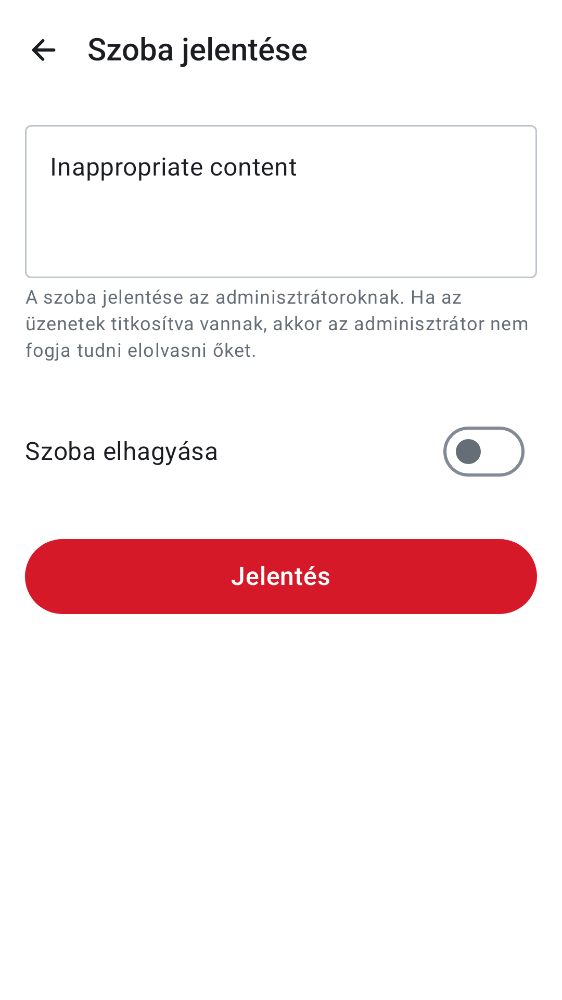 Szoba jelentése
Inappropriate content
A szoba jelentése az adminisztrátoroknak. Ha az
üzenetek titkosítva vannak, akkor az adminisztrátor nem
fogja tudni elolvasni őket.
Szoba elhagyása
Jelentés